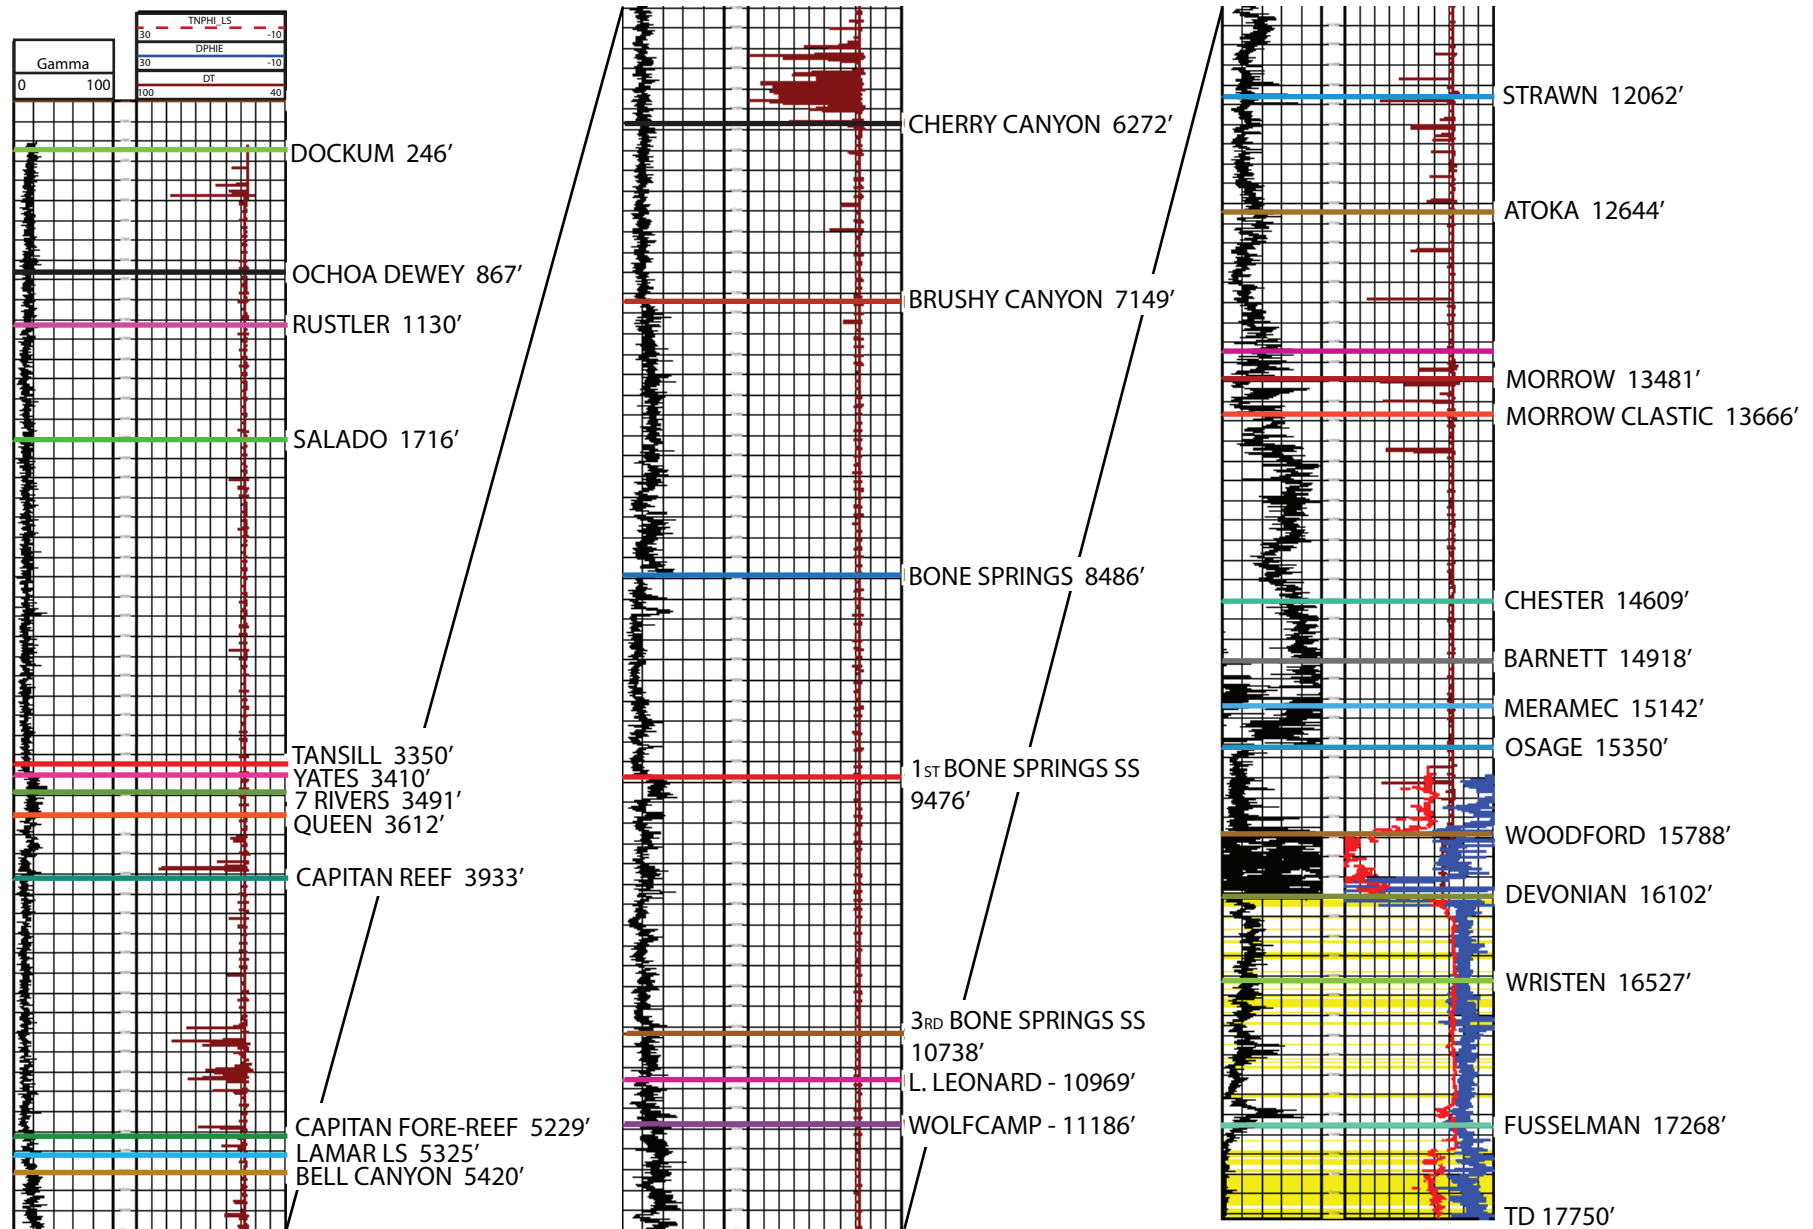 TNPHI_LS
30 -10
DPHIE
30 -10
DT
100 40
Gamma
0 100
DOCKUM 246’
OCHOA DEWEY 867’
RUSTLER 1130’
SALADO 1716’
TANSILL 3350’
YATES 3410’
7 RIVERS 3491’
QUEEN 3612’
CAPITAN REEF 3933’
CAPITAN FORE-REEF 5229’
LAMAR LS 5325’
BELL CANYON 5420’
CHERRY CANYON 6272’
BRUSHY CANYON 7149’
BONE SPRINGS 8486’
1ST BONE SPRINGS SS
9476’
3RD BONE SPRINGS SS
10738’
L. LEONARD - 10969’
WOLFCAMP - 11186’
STRAWN 12062’
ATOKA 12644’
MORROW 13481’
MORROW CLASTIC 13666’
CHESTER 14609’
BARNETT 14918’
MERAMEC 15142’
OSAGE 15350’
WOODFORD 15788’
DEVONIAN 16102’
WRISTEN 16527’
FUSSELMAN 17268’
TD 17750’